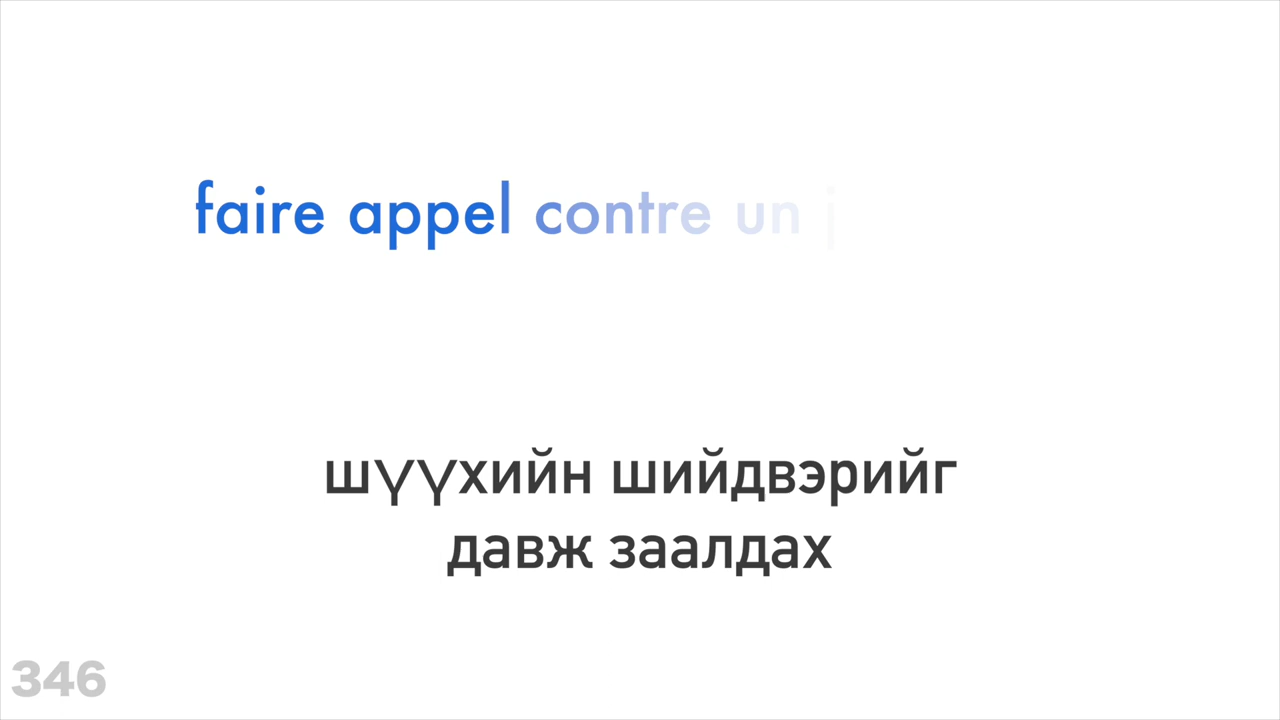 faire appel contre un j
шүүхийн шийдвэрийг
давж заалдах
346